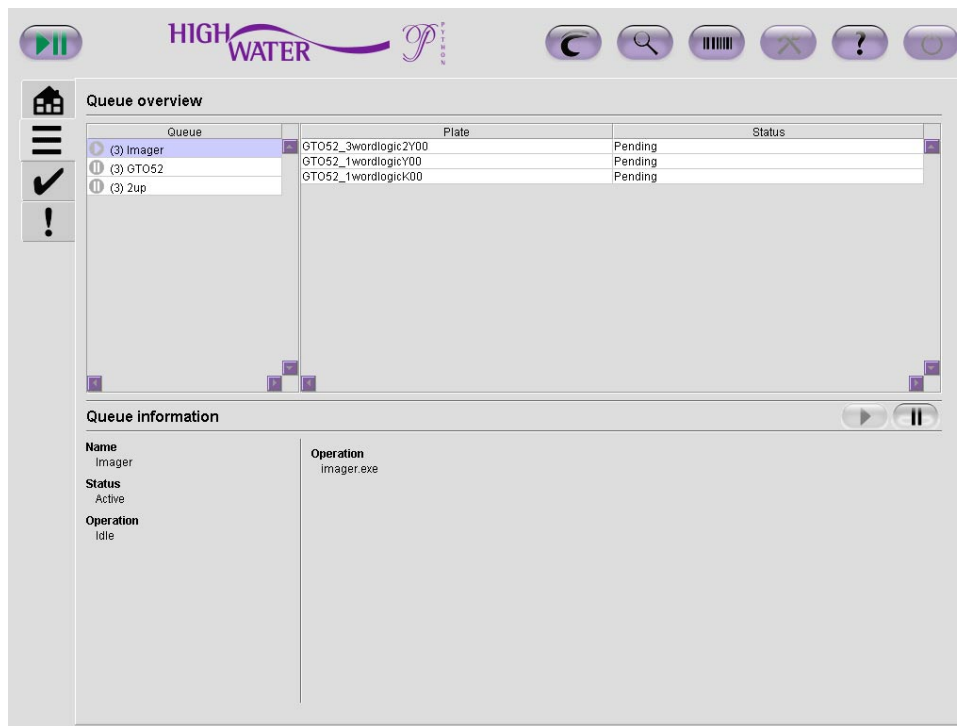 HIGH
WATER
PYTHON
Queue overview
Queue Plate Status
(3) Imager GTO52_3wordlogic2Y00 Pending
(3) GTO52 GTO52_1wordlogicY00 Pending
(3) 2up GTO52_1wordlogicK00 Pending
Queue information
Name
Imager
Status
Active
Operation
Idle
Operation
imager.exe